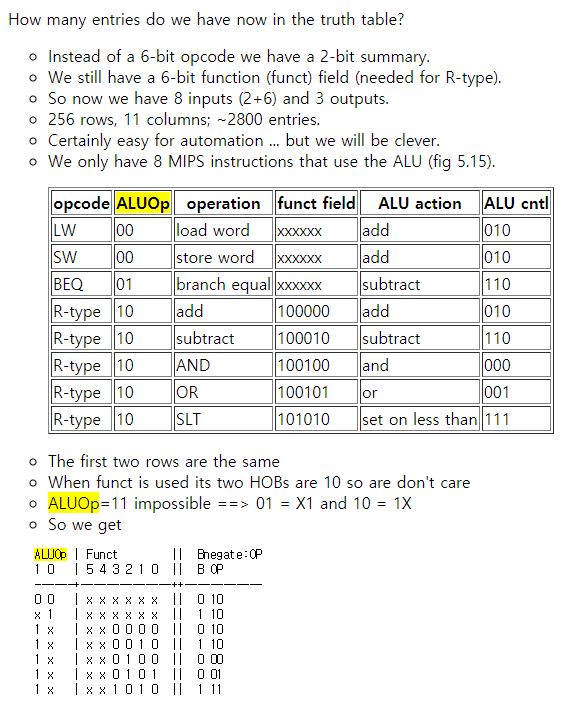 How many entries do we have now in the truth table?
Instead of a 6-bit opcode we have a 2-bit summary.
We still have a 6-bit function (funct) field (needed for R-type).
So now we have 8 inputs (2+6) and 3 outputs.
256 rows, 11 columns; ~2800 entries.
Certainly easy for automation ... but we will be clever.
We only have 8 MIPS instructions that use the ALU (fig 5.15).
opcode ALUOp operation funct field ALU action ALU cntl
LW 00 load word xxxxxx add 010
SW 00 store word xxxxxx add 010
BEQ 01 branch equal xxxxxx subtract 110
R-type 10 add 100000 add 010
R-type 10 subtract 100010 subtract 110
R-type 10 AND 100100 and 000
R-type 10 OR 100101 or 001
R-type 10 SLT 101010 set on less than 111
The first two rows are the same
When funct is used its two HOBs are 10 so are don't care
ALUOp=11 impossible ==> 01 = X1 and 10 = 1X
So we get
ALUOp | Funct || Bnegate:OP
1 0 | 5 4 3 2 1 0 || B OP
------+--------------++------------
0 0 | x x x x x x || 0 10
x 1 | x x x x x x || 1 10
1 x | x x 0 0 0 0 || 0 10
1 x | x x 0 0 1 0 || 1 10
1 x | x x 0 1 0 0 || 0 00
1 x | x x 0 1 0 1 || 0 01
1 x | x x 1 0 1 0 || 1 11